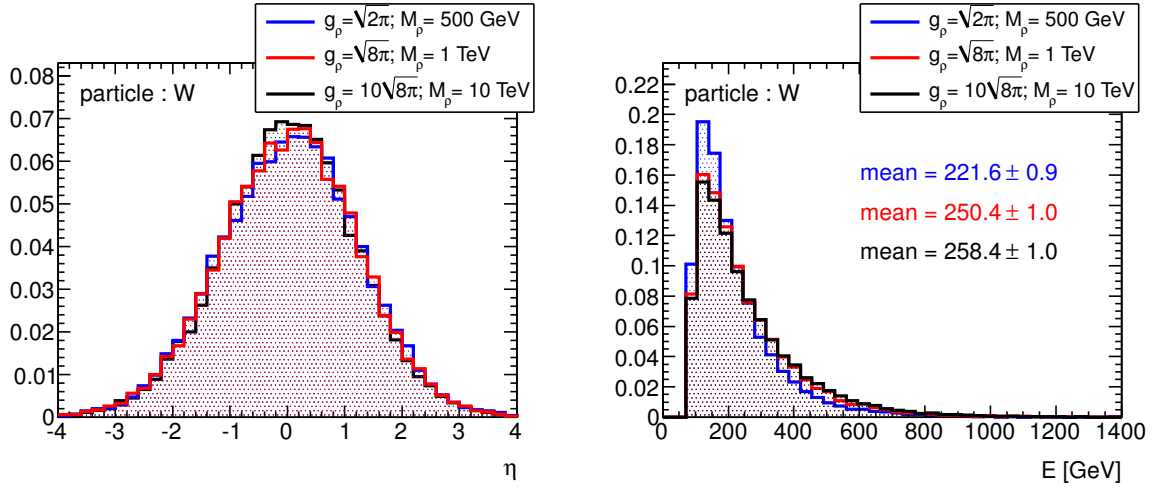 g_ρ=√2π; M_ρ= 500 GeV
g_ρ=√8π; M_ρ= 1 TeV
g_ρ= 10√8π; M_ρ= 10 TeV
particle : W
0.08
0.07
0.06
0.05
0.04
0.03
0.02
0.01
0
-4 -3 -2 -1 0 1 2 3 4
η
g_ρ=√2π; M_ρ= 500 GeV
g_ρ=√8π; M_ρ= 1 TeV
g_ρ= 10√8π; M_ρ= 10 TeV
particle : W
mean = 221.6 ± 0.9
mean = 250.4 ± 1.0
mean = 258.4 ± 1.0
0.22
0.2
0.18
0.16
0.14
0.12
0.1
0.08
0.06
0.04
0.02
0
0 200 400 600 800 1000 1200 1400
E [GeV]